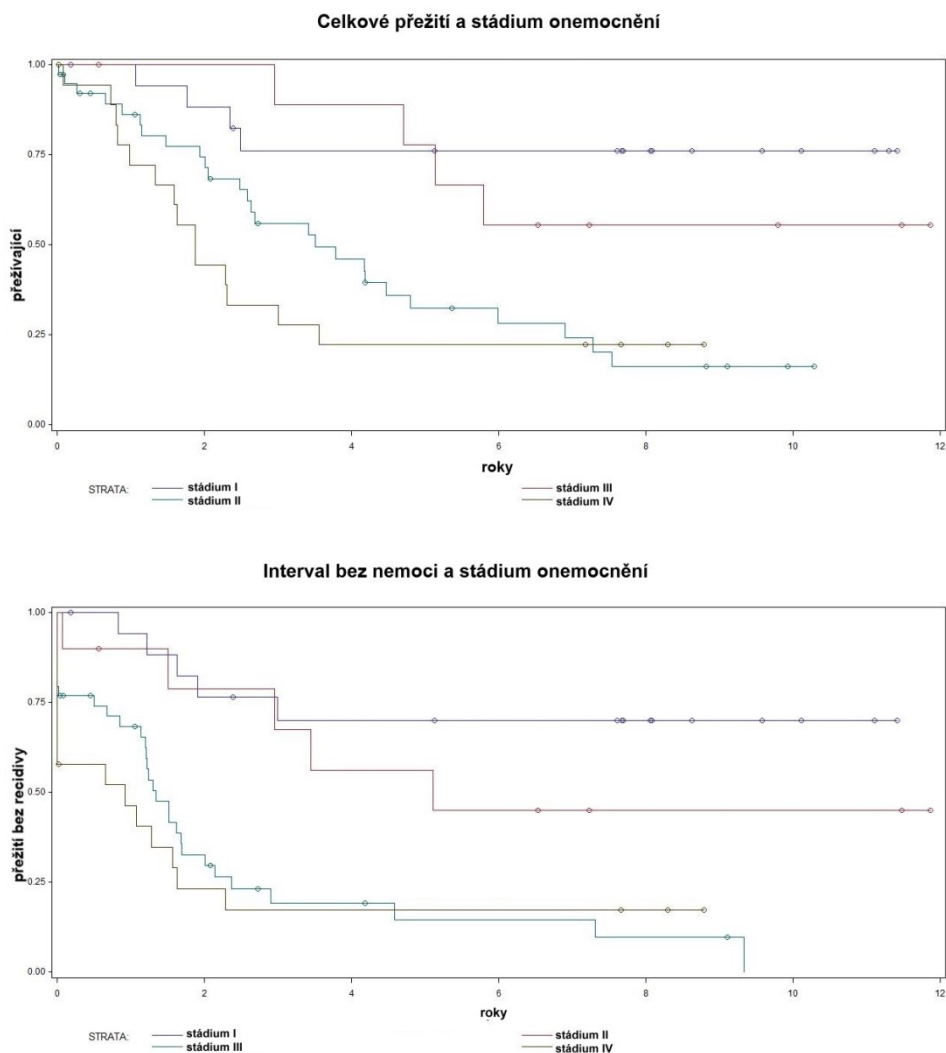 Celkové přežití a stádium onemocnění
přežívající
1.00
0.75
0.50
0.25
0.00
0 2 4 6 8 10 12
roky
STRATA: stádium I stádium III
stádium II stádium IV
Interval bez nemoci a stádium onemocnění
přežití bez recidivy
1.00
0.75
0.50
0.25
0.00
0 2 4 6 8 10 12
roky
STRATA: stádium I stádium II
stádium III stádium IV